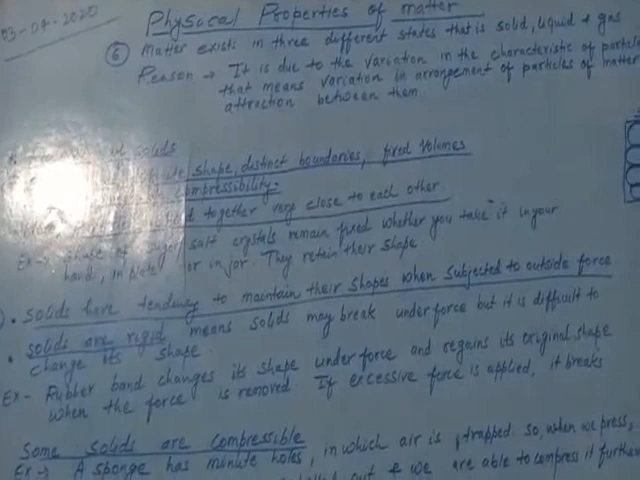 03-04-2020
Physical Properties of matter
⑥ Matter exists in three different states that is solid, liquid & gas
Reason → It is due to the variation in the characteristic of particles
that means variation in arrangement of particles of matter
attraction between them
solids
shape, distinct boundaries, fixed volumes
compressibility.
together very close to each other
Ex → Shape of sugar/salt crystals remain fixed whether you take it in your
hand, in plate or in jar. They retain their shape
• Solids have tendency to maintain their shapes when subjected to outside force
• Solids are rigid means solids may break under force but it is difficult to
change its shape
Ex- Rubber band changes its shape under force and regains its original shape
when the force is removed If excessive force is applied, it breaks
Some solids are compressible
Ex → A sponge has minute holes, in which air is trapped. So, when we press,
out & we are able to compress it further